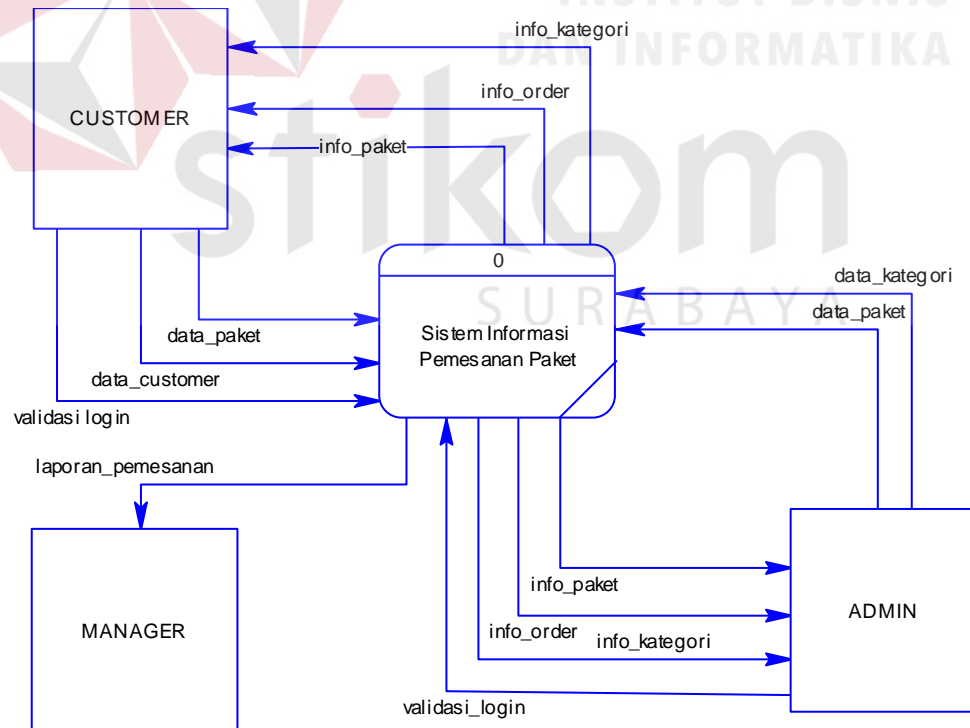 INSTITUT BISNIS
DAN INFORMATIKA
stikom
SURABAYA
info_kategori
info_order
info_paket
CUSTOMER
0
Sistem Informasi
Pemesanan Paket
data_kategori
data_paket
data_paket
data_customer
validasi login
laporan_pemesanan
MANAGER
info_paket
info_order
info_kategori
validasi_login
ADMIN